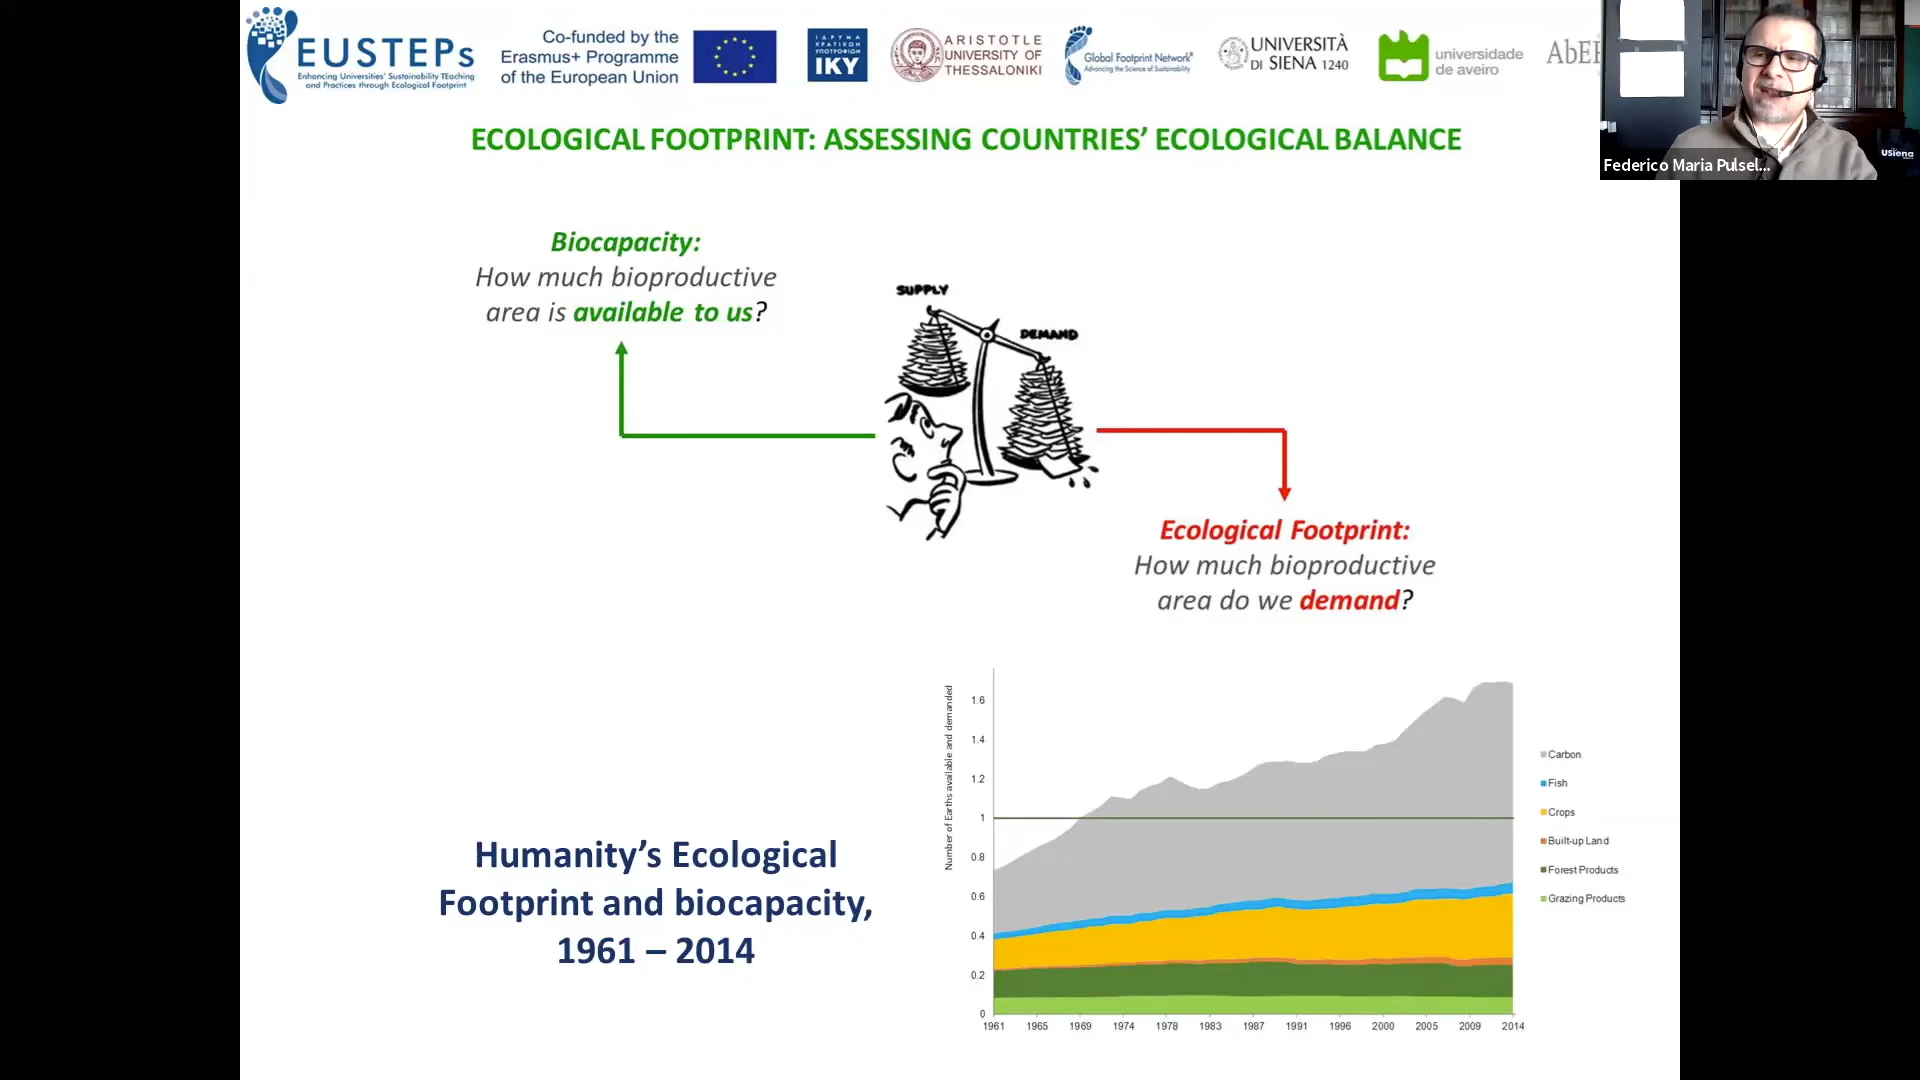 EUSTEPs
Enhancing Universities' Sustainability TEaching
and Practices through Ecological Footprint
Co-funded by the
Erasmus+ Programme
of the European Union
ΙΔΡΥΜΑ
ΚΡΑΤΙΚΩΝ
ΥΠΟΤΡΟΦΙΩΝ
IKY
ARISTOTLE
UNIVERSITY OF
THESSALONIKI
Global Footprint Network®
Advancing the Science of Sustainability
UNIVERSITÀ
DI SIENA 1240
universidade
de aveiro
USiena
Federico Maria Pulsel...
ECOLOGICAL FOOTPRINT: ASSESSING COUNTRIES’ ECOLOGICAL BALANCE
Biocapacity:
How much bioproductive
area is available to us?
SUPPLY
DEMAND
Ecological Footprint:
How much bioproductive
area do we demand?
Humanity’s Ecological
Footprint and biocapacity,
1961 – 2014
Number of Earths available and demanded
1.6
1.4
1.2
1
0.8
0.6
0.4
0.2
0
1961 1965 1969 1974 1978 1983 1987 1991 1996 2000 2005 2009 2014
Carbon
Fish
Crops
Built-up Land
Forest Products
Grazing Products